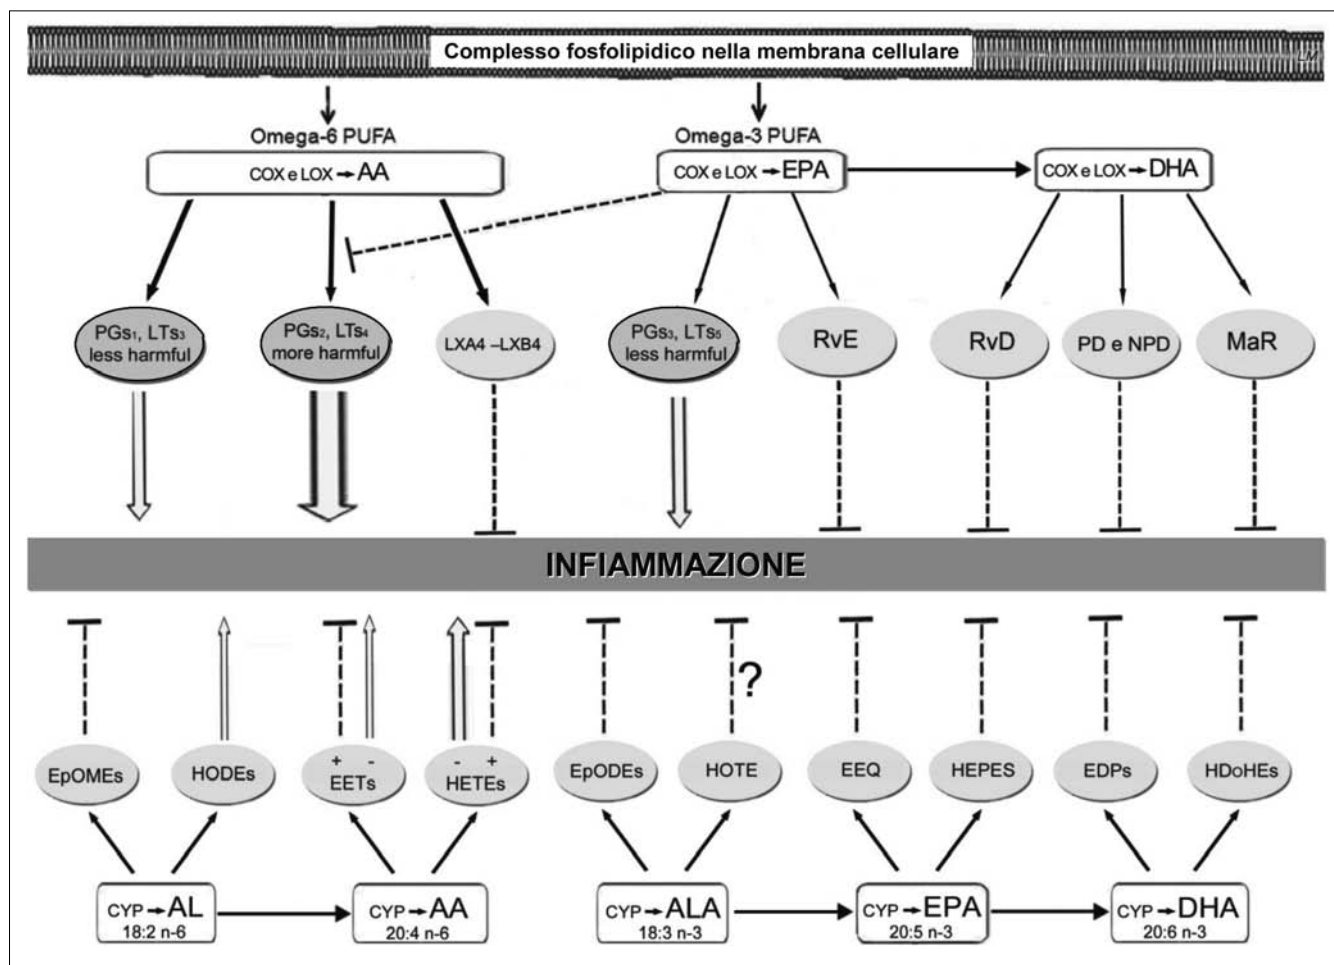 Complesso fosfolipidico nella membrana cellulare
LM
Omega-6 PUFA
Omega-3 PUFA
COX e LOX → AA
COX e LOX → EPA
COX e LOX → DHA
PGs₁, LTs₃
less harmful
PGs₂, LTs₄
more harmful
LXA4 –LXB4
PGs₃, LTs₅
less harmful
RvE
RvD
PD e NPD
MaR
INFIAMMAZIONE
?
EpOMEs
HODEs
+ -
EETs
- +
HETEs
EpODEs
HOTE
EEQ
HEPES
EDPs
HDoHEs
CYP → AL
18:2 n-6
CYP → AA
20:4 n-6
CYP → ALA
18:3 n-3
CYP → EPA
20:5 n-3
CYP → DHA
20:6 n-3